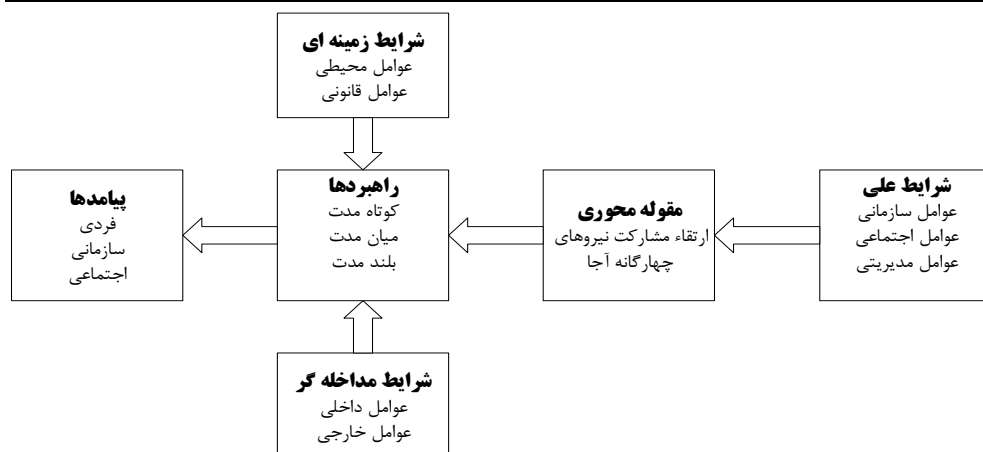 شرایط زمینه ای
عوامل محیطی
عوامل قانونی
شرایط علی
عوامل سازمانی
عوامل اجتماعی
عوامل مدیریتی
مقوله محوری
ارتقاء مشارکت نیروهای
چهارگانه آجا
راهبردها
کوتاه مدت
میان مدت
بلند مدت
پیامدها
فردی
سازمانی
اجتماعی
شرایط مداخله گر
عوامل داخلی
عوامل خارجی